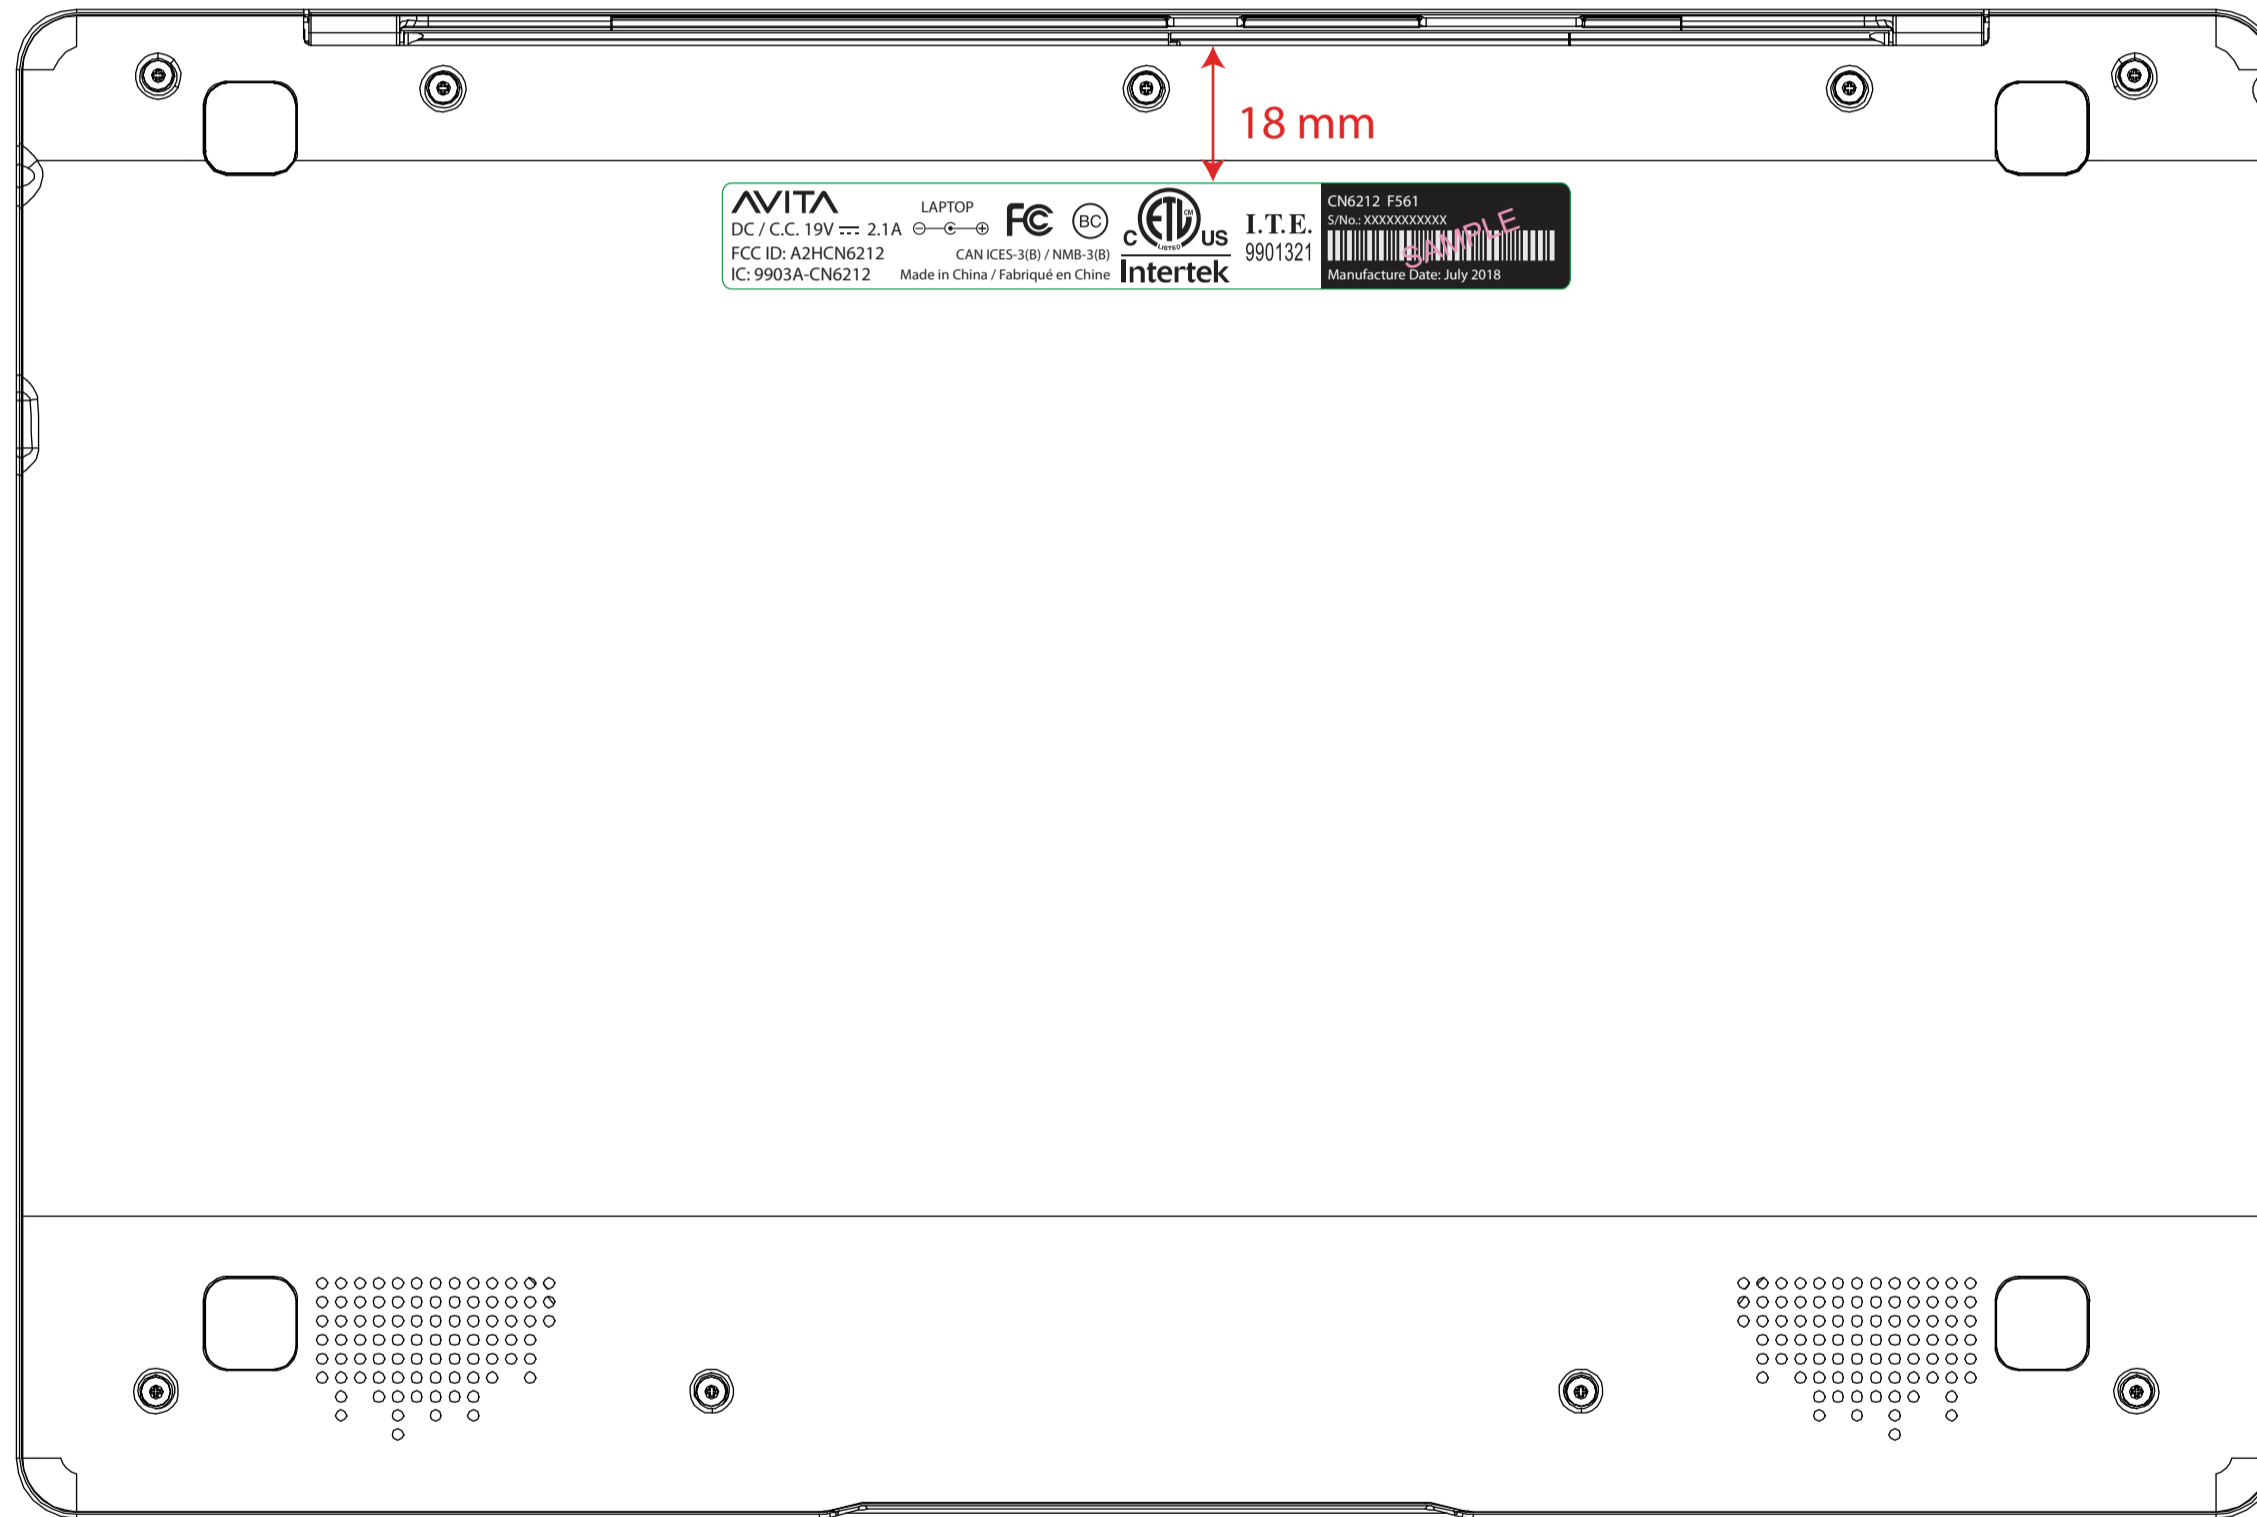 18 mm
AVITA
LAPTOP
DC / C.C. 19V ⎓ 2.1A
FC
BC
FCC ID: A2HCN6212
CAN ICES-3(B) / NMB-3(B)
IC: 9903A-CN6212
Made in China / Fabriqué en Chine
ETL CM
C LISTED US
Intertek
I.T.E.
9901321
CN6212 F561
S/No.: XXXXXXXXXXX
SAMPLE
Manufacture Date: July 2018